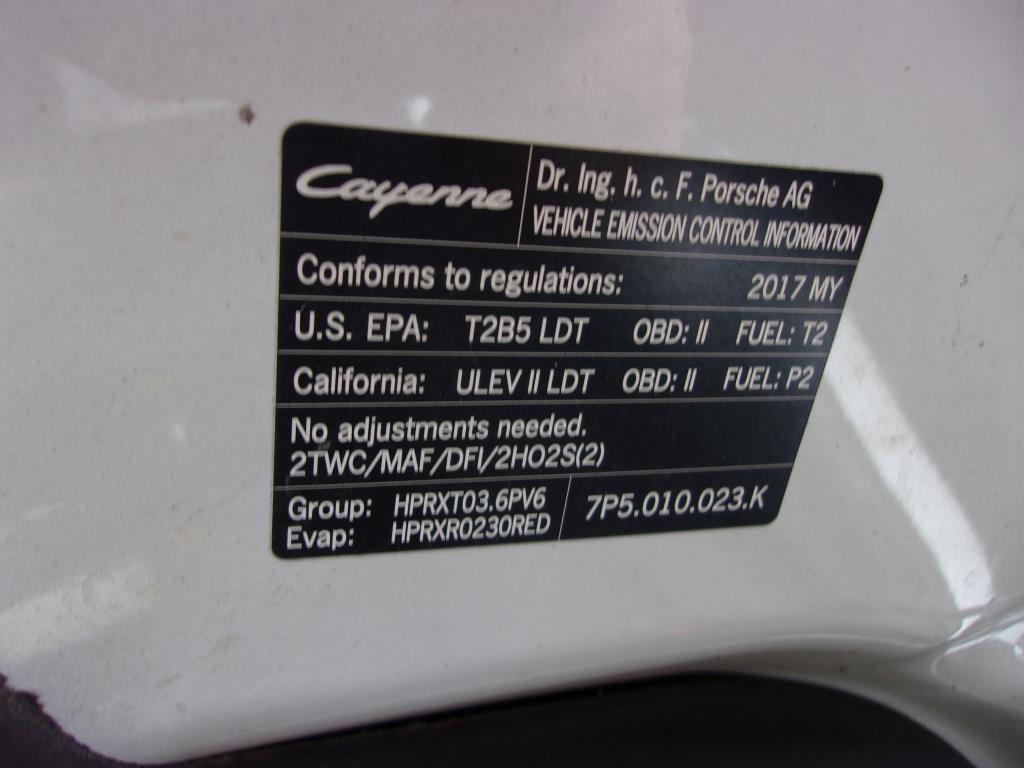 Cayenne
Dr. Ing. h. c. F. Porsche AG
VEHICLE EMISSION CONTROL INFORMATION
Conforms to regulations: 2017 MY
U.S. EPA: T2B5 LDT OBD: II FUEL: T2
California: ULEV II LDT OBD: II FUEL: P2
No adjustments needed.
2TWC/MAF/DFI/2HO2S(2)
Group: HPRXT03.6PV6
Evap: HPRXR0230RED
7P5.010.023.K